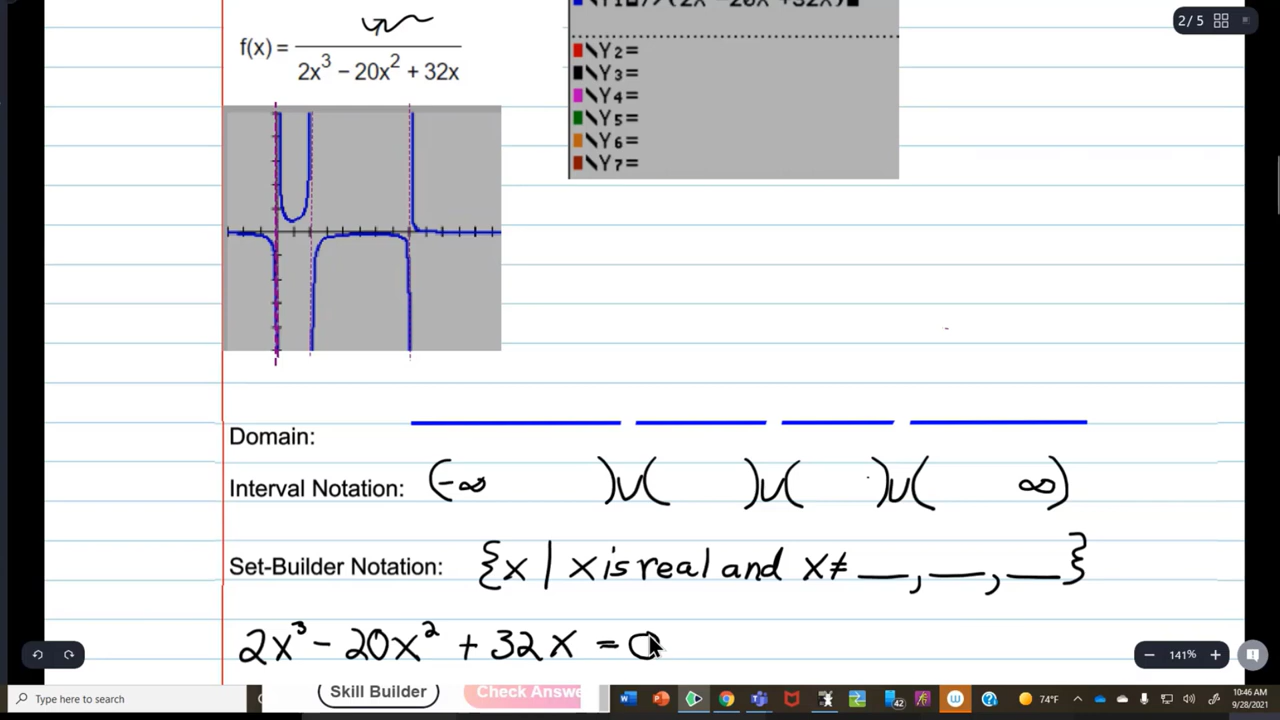 2/5
f(x) =
2x³ − 20x² + 32x
\Y2=
\Y3=
\Y4=
\Y5=
\Y6=
\Y7=
Domain:
Interval Notation: (-∞ )∪( )∪( )∪( ∞)
Set-Builder Notation: {x | x is real and x≠ __, __, __}
2x³ - 20x² + 32x = 0
141%
Skill Builder
Check Answe
Type here to search
42
74°F
10:46 AM
9/28/2021